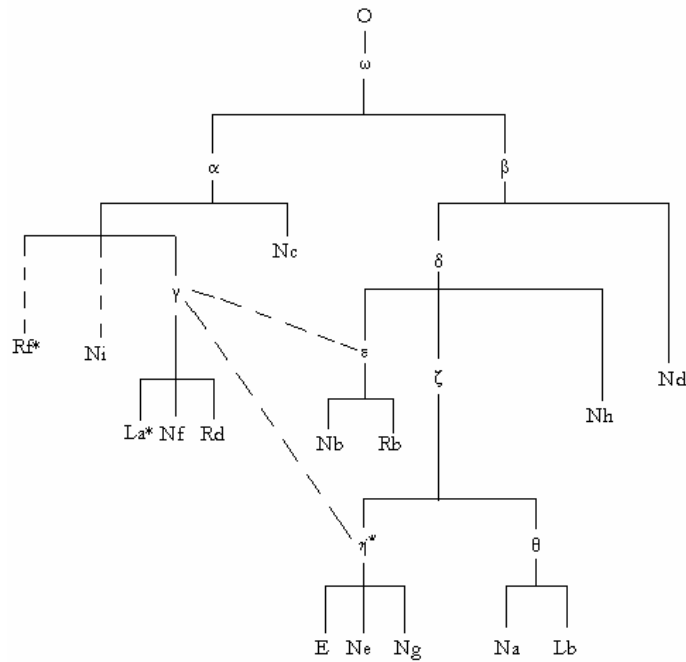 O
ω
α β
Nc δ
γ
Rf* Ni ε ζ Nd
La* Nf Rd Nb Rb Nh
η* θ
E Ne Ng Na Lb